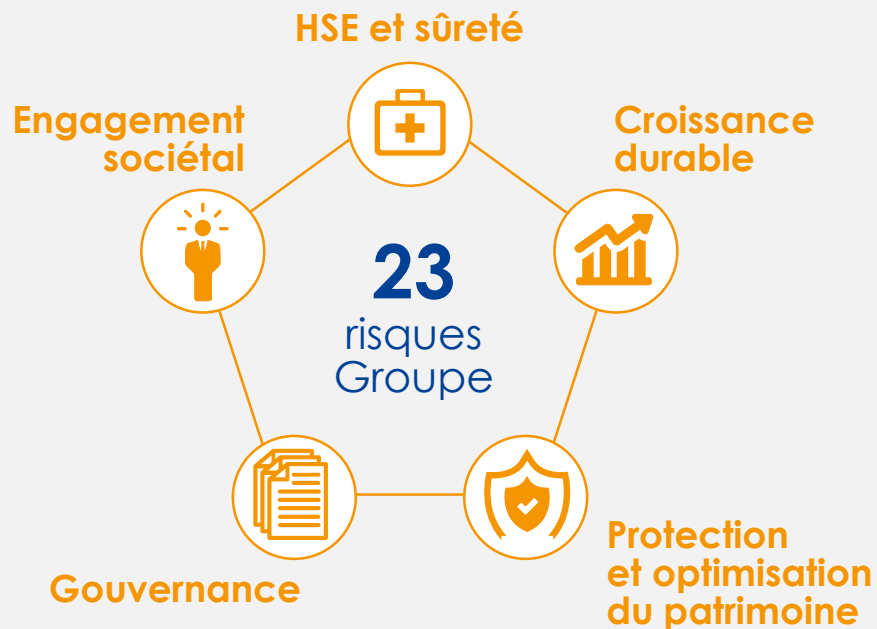 HSE et sûreté
Engagement
sociétal
Croissance
durable
23
risques
Groupe
Gouvernance
Protection
et optimisation
du patrimoine